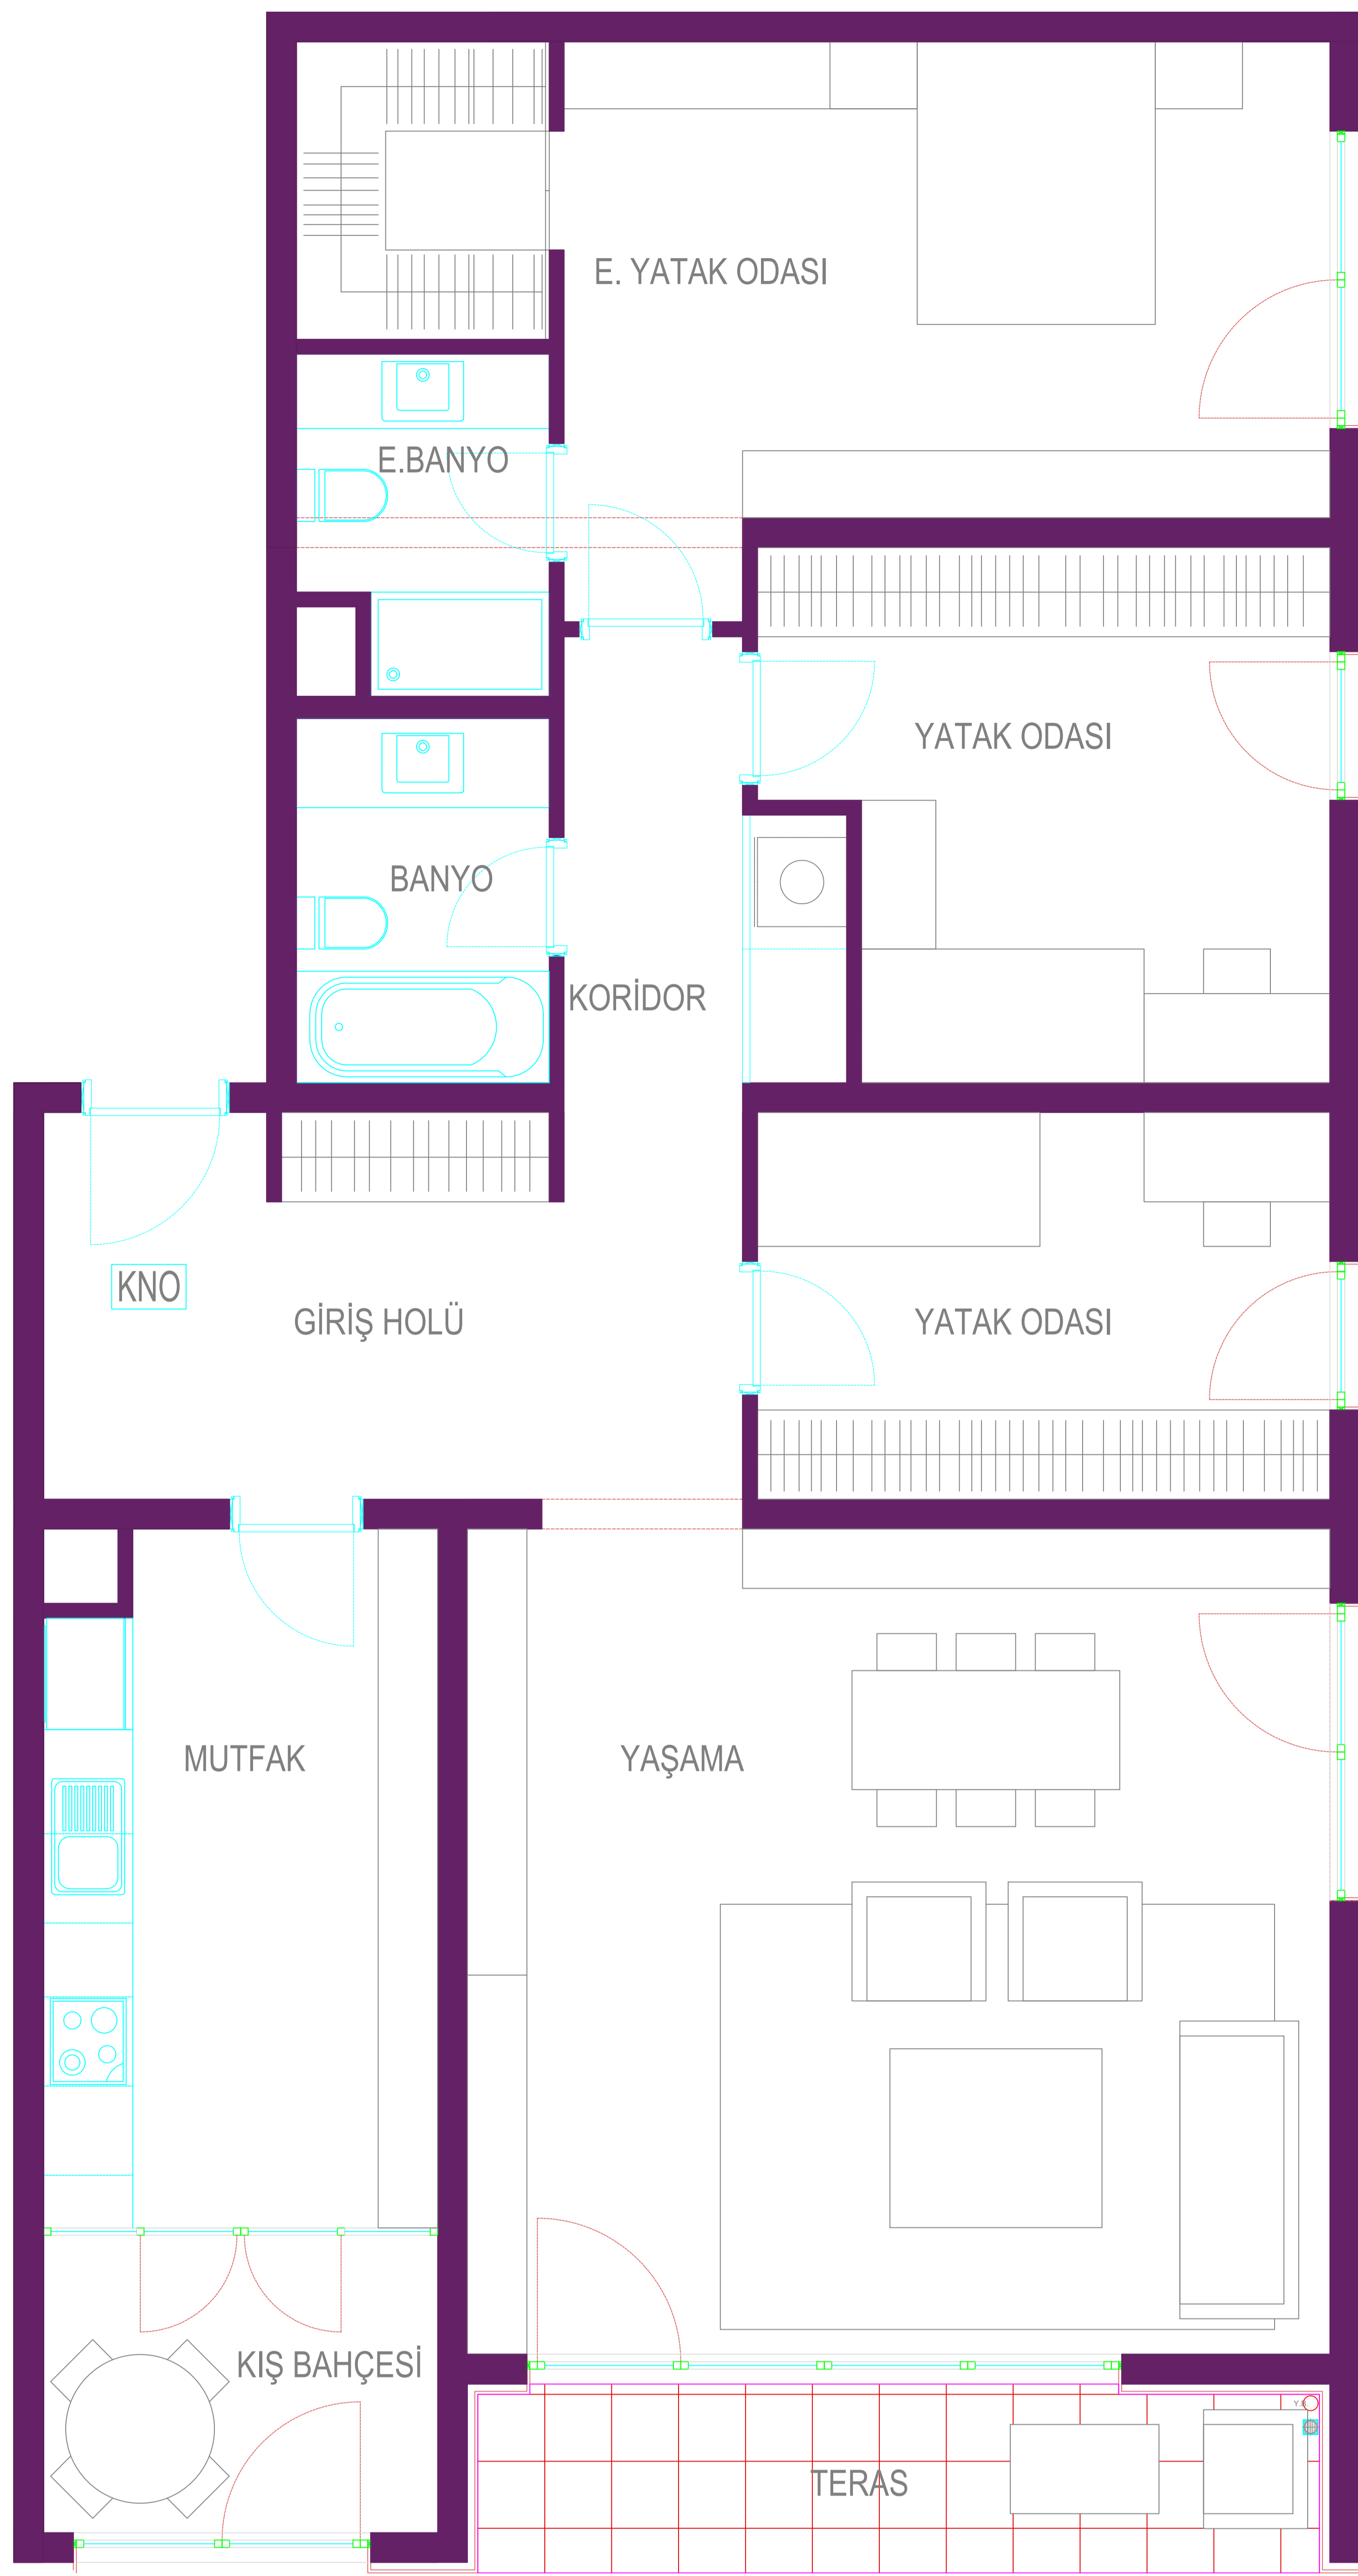 E. YATAK ODASI
E.BANYO
YATAK ODASI
BANYO
KORİDOR
KNO
GİRİŞ HOLÜ
YATAK ODASI
MUTFAK
YAŞAMA
KIŞ BAHÇESİ
TERAS